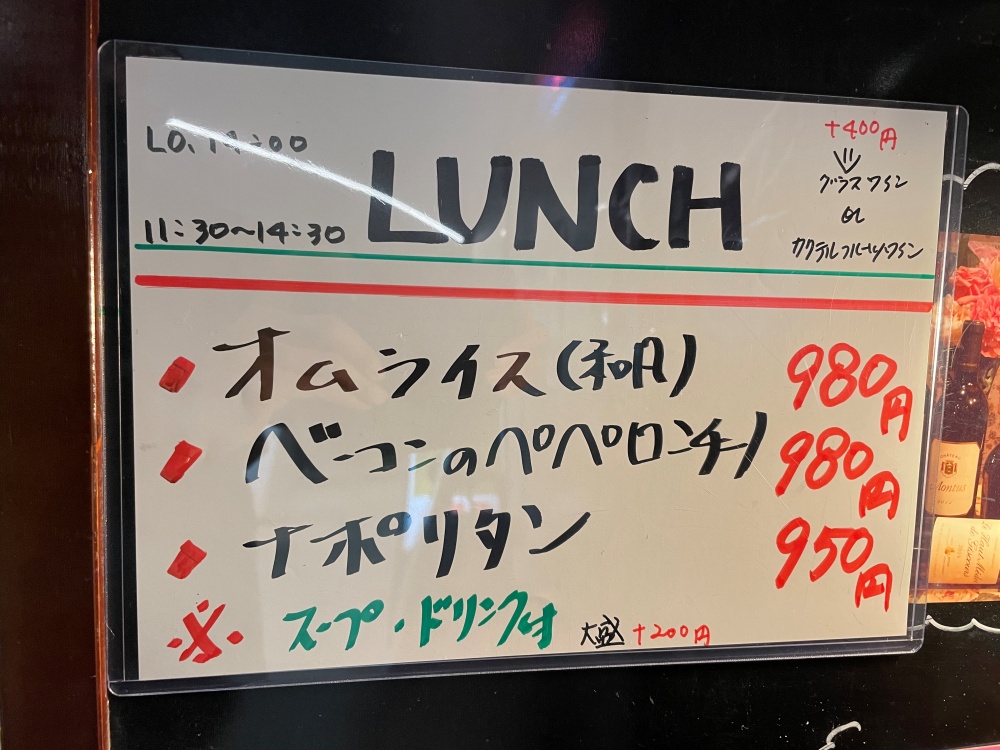 L.O. 14:00
11:30~14:30
LUNCH
+400円
グラスワイン
or
カクテルフルーツワイン
オムライス(和風) 980円
ベーコンのペペロンチーノ 980円
ナポリタン 950円
※ スープ・ドリンク付 大盛 +200円
Montus